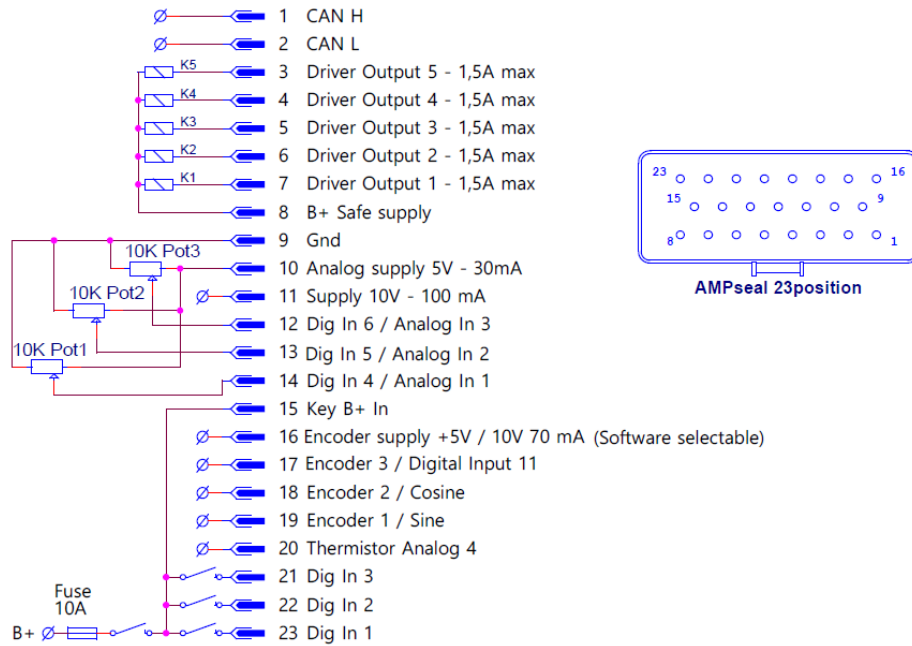 1 CAN H
2 CAN L
K5 3 Driver Output 5 - 1,5A max
K4 4 Driver Output 4 - 1,5A max
K3 5 Driver Output 3 - 1,5A max
K2 6 Driver Output 2 - 1,5A max
K1 7 Driver Output 1 - 1,5A max
8 B+ Safe supply
9 Gnd
10K Pot3
10 Analog supply 5V - 30mA
10K Pot2
11 Supply 10V - 100 mA
12 Dig In 6 / Analog In 3
10K Pot1
13 Dig In 5 / Analog In 2
14 Dig In 4 / Analog In 1
15 Key B+ In
16 Encoder supply +5V / 10V 70 mA (Software selectable)
17 Encoder 3 / Digital Input 11
18 Encoder 2 / Cosine
19 Encoder 1 / Sine
20 Thermistor Analog 4
21 Dig In 3
22 Dig In 2
Fuse
10A
B+
23 Dig In 1
23 16
15 9
8 1
AMPseal 23position